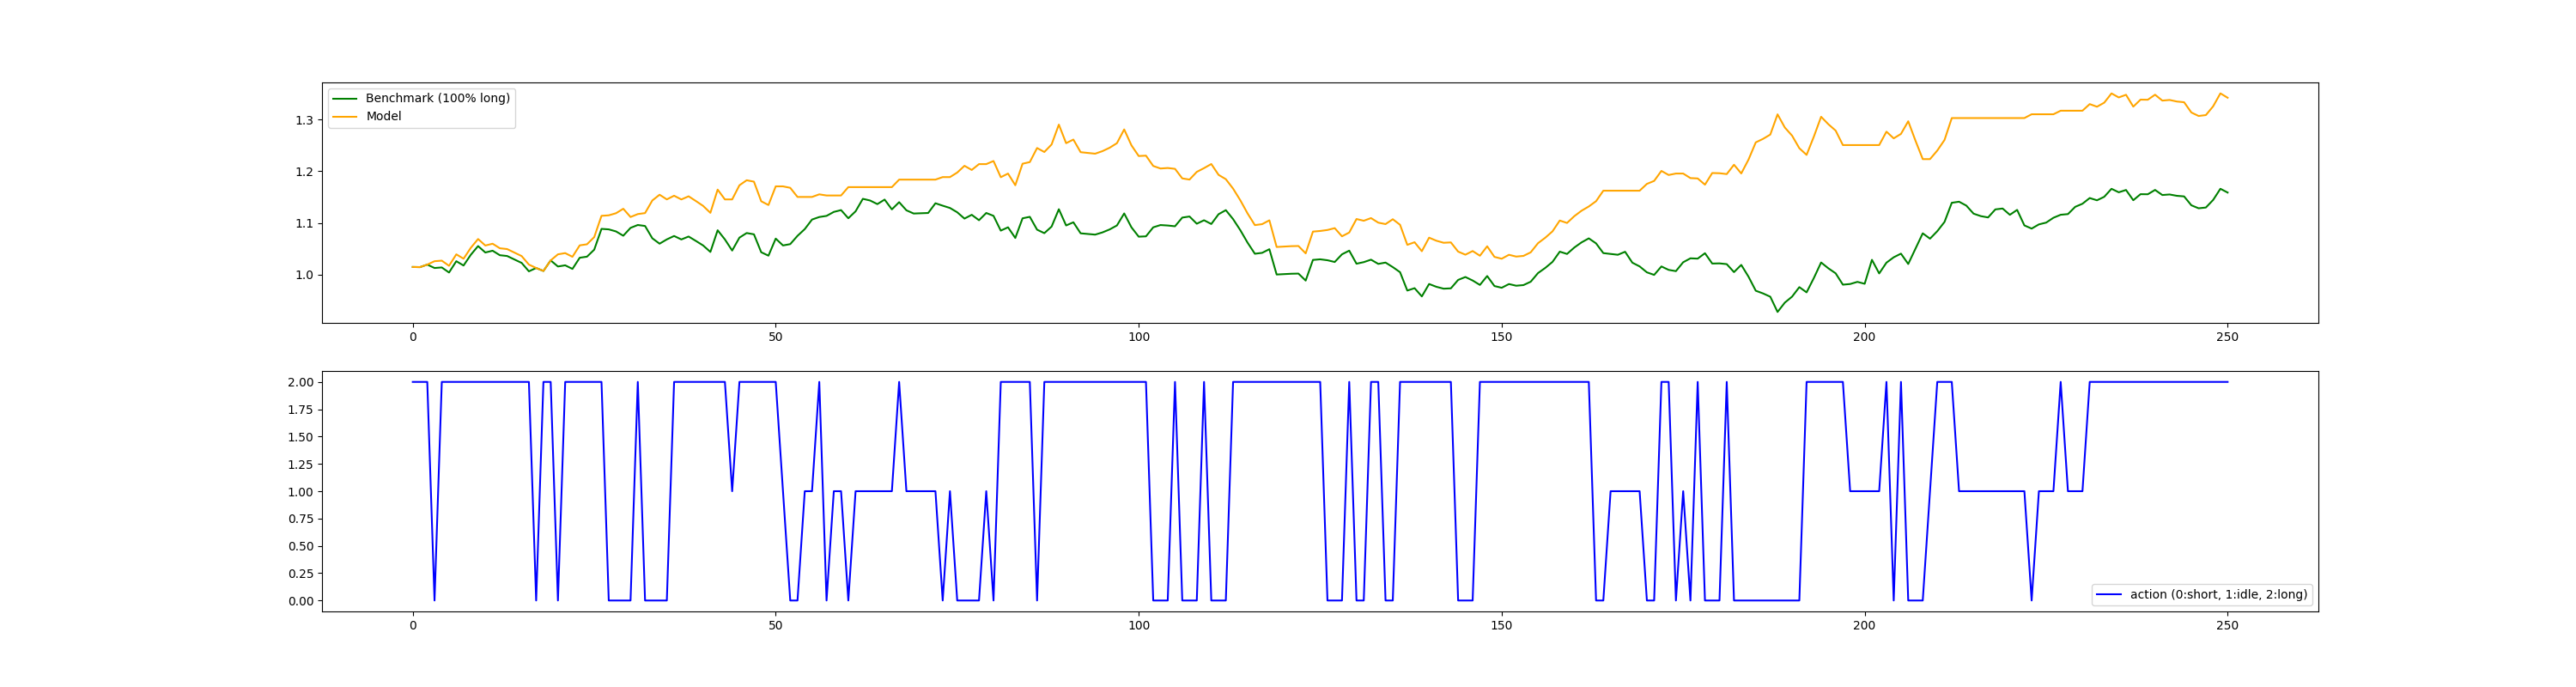 Benchmark (100% long)
Model
1.3
1.2
1.1
1.0
0 50 100 150 200 250
2.00
1.75
1.50
1.25
1.00
0.75
0.50
0.25
0.00
action (0:short, 1:idle, 2:long)
0 50 100 150 200 250